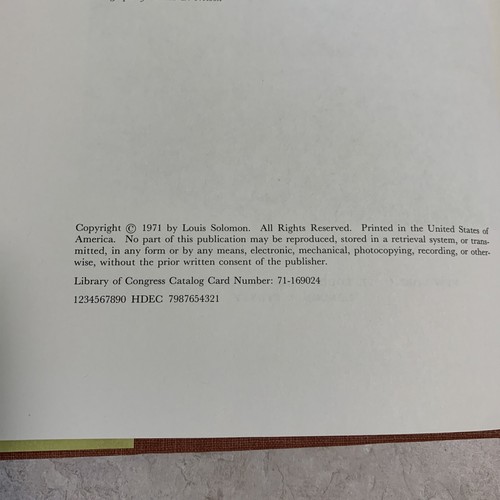 Copyright © 1971 by Louis Solomon. All Rights Reserved. Printed in the United States of
America. No part of this publication may be reproduced, stored in a retrieval system, or trans-
mitted, in any form or by any means, electronic, mechanical, photocopying, recording, or other-
wise, without the prior written consent of the publisher.
Library of Congress Catalog Card Number: 71-169024
1234567890 HDEC 7987654321